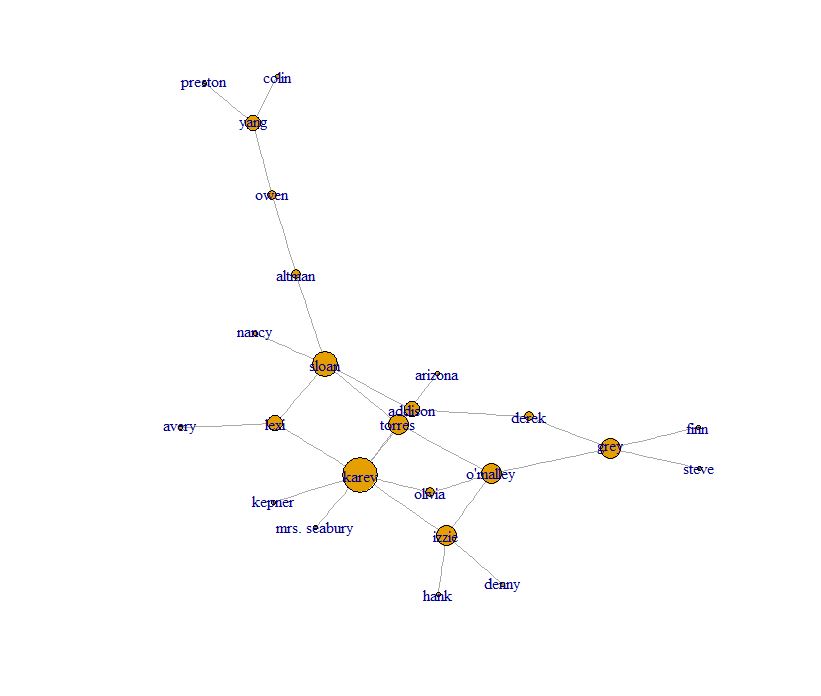 colin
preston
yang
owen
altman
nancy
sloan
arizona
addison
derek
torres
avery
lexi
finn
grey
steve
karev
o'malley
olivia
kepner
mrs. seabury
izzie
denny
hank